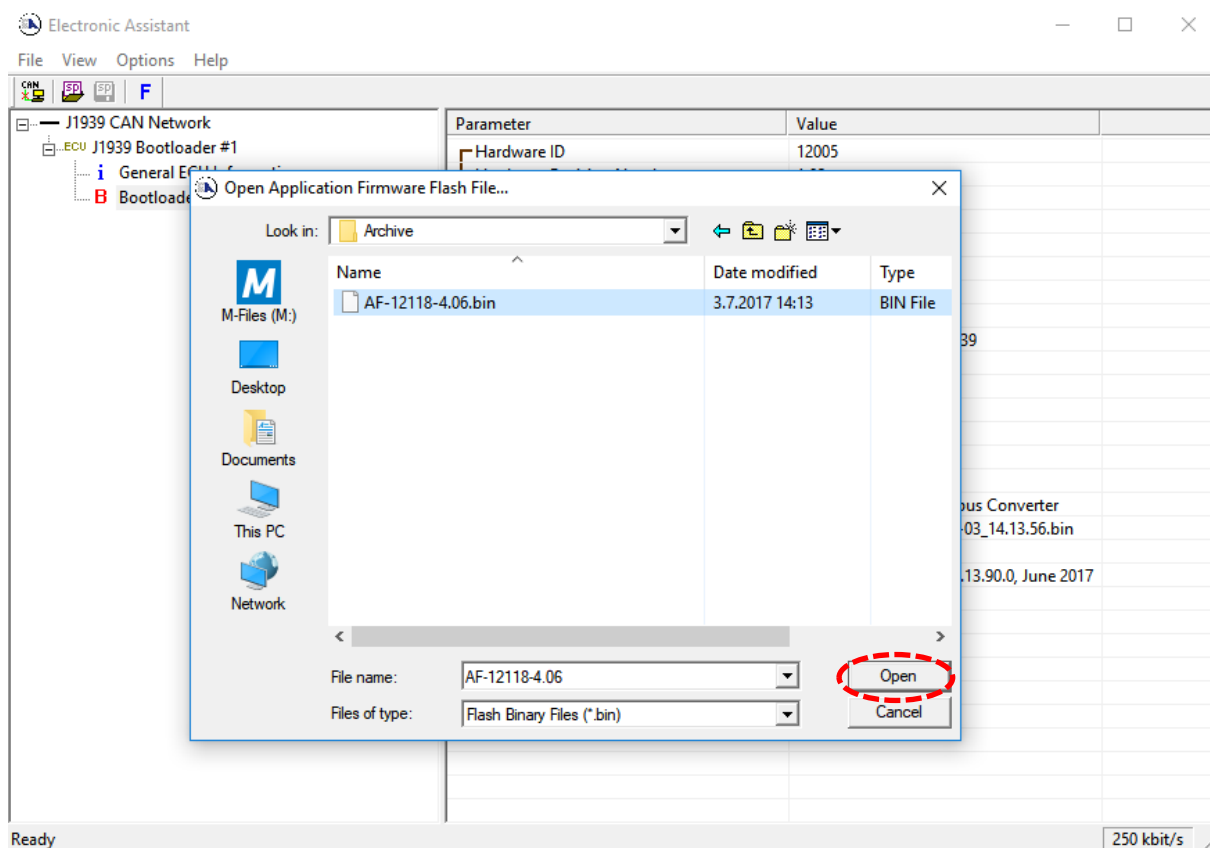 Electronic Assistant
File View Options Help
CAN SP SP F
J1939 CAN Network
ECU J1939 Bootloader #1
i General E
B Bootloade
Parameter Value
Hardware ID 12005
Open Application Firmware Flash File...
Look in: Archive
Name Date modified Type
AF-12118-4.06.bin 3.7.2017 14:13 BIN File
M
M-Files (M:)
39
Desktop
Documents
This PC
Network
ous Converter
-03_14.13.56.bin
.13.90.0, June 2017
File name: AF-12118-4.06 Open
Files of type: Flash Binary Files (*.bin) Cancel
Ready 250 kbit/s